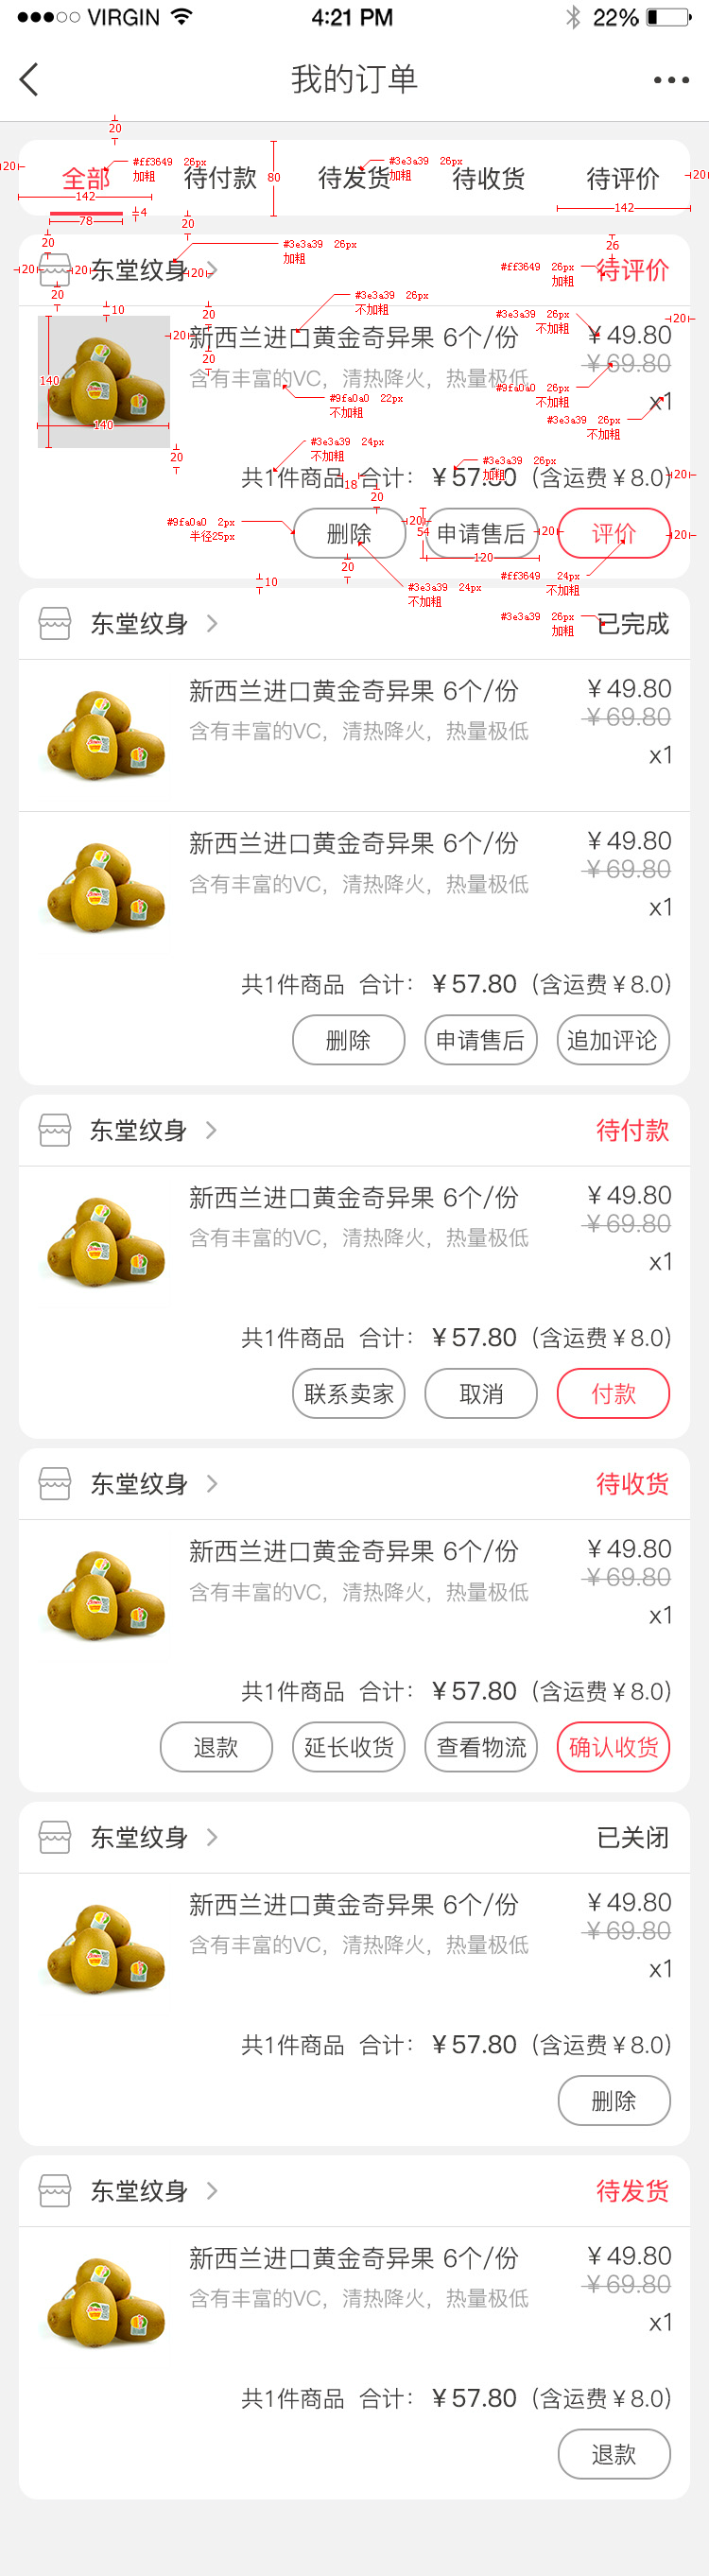 VIRGIN 4:21 PM 22%
我的订单
20
#ff3649 26px 加粗
#3e3a39 26px 加粗
20 全部 待付款 80 待发货 待收货 待评价 20
142 142
78 4
20
20 #3e3a39 26px 加粗 26
20 20 东堂纹身 20 #ff3649 26px 加粗 待评价
20 10 #3e3a39 26px 不加粗
20 20 新西兰进口黄金奇异果 6个/份 #3e3a39 26px 不加粗 ¥49.80 20
20 含有丰富的VC，清热降火，热量极低 ¥69.80
140 #9fa0a0 22px 不加粗 #9fa0a0 26px 不加粗 x1
140 #3e3a39 26px 不加粗
20 #3e3a39 24px 不加粗 #3e3a39 26px 加粗
共1件商品 合计： ¥57.80 (含运费¥8.0) 20
18 20
#9fa0a0 2px 半径25px
删除 20 54 申请售后 20 评价 20
120
20 10
#3e3a39 24px 不加粗
#ff3649 24px 不加粗
#3e3a39 26px 加粗
东堂纹身 已完成
新西兰进口黄金奇异果 6个/份 ¥49.80
含有丰富的VC，清热降火，热量极低 ¥69.80
x1
新西兰进口黄金奇异果 6个/份 ¥49.80
含有丰富的VC，清热降火，热量极低 ¥69.80
x1
共1件商品 合计： ¥57.80 (含运费¥8.0)
删除 申请售后 追加评论
东堂纹身 待付款
新西兰进口黄金奇异果 6个/份 ¥49.80
含有丰富的VC，清热降火，热量极低 ¥69.80
x1
共1件商品 合计： ¥57.80 (含运费¥8.0)
联系卖家 取消 付款
东堂纹身 待收货
新西兰进口黄金奇异果 6个/份 ¥49.80
含有丰富的VC，清热降火，热量极低 ¥69.80
x1
共1件商品 合计： ¥57.80 (含运费¥8.0)
退款 延长收货 查看物流 确认收货
东堂纹身 已关闭
新西兰进口黄金奇异果 6个/份 ¥49.80
含有丰富的VC，清热降火，热量极低 ¥69.80
x1
共1件商品 合计： ¥57.80 (含运费¥8.0)
删除
东堂纹身 待发货
新西兰进口黄金奇异果 6个/份 ¥49.80
含有丰富的VC，清热降火，热量极低 ¥69.80
x1
共1件商品 合计： ¥57.80 (含运费¥8.0)
退款